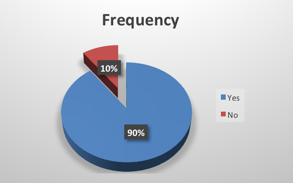 Frequency
10%
Yes
No
90%